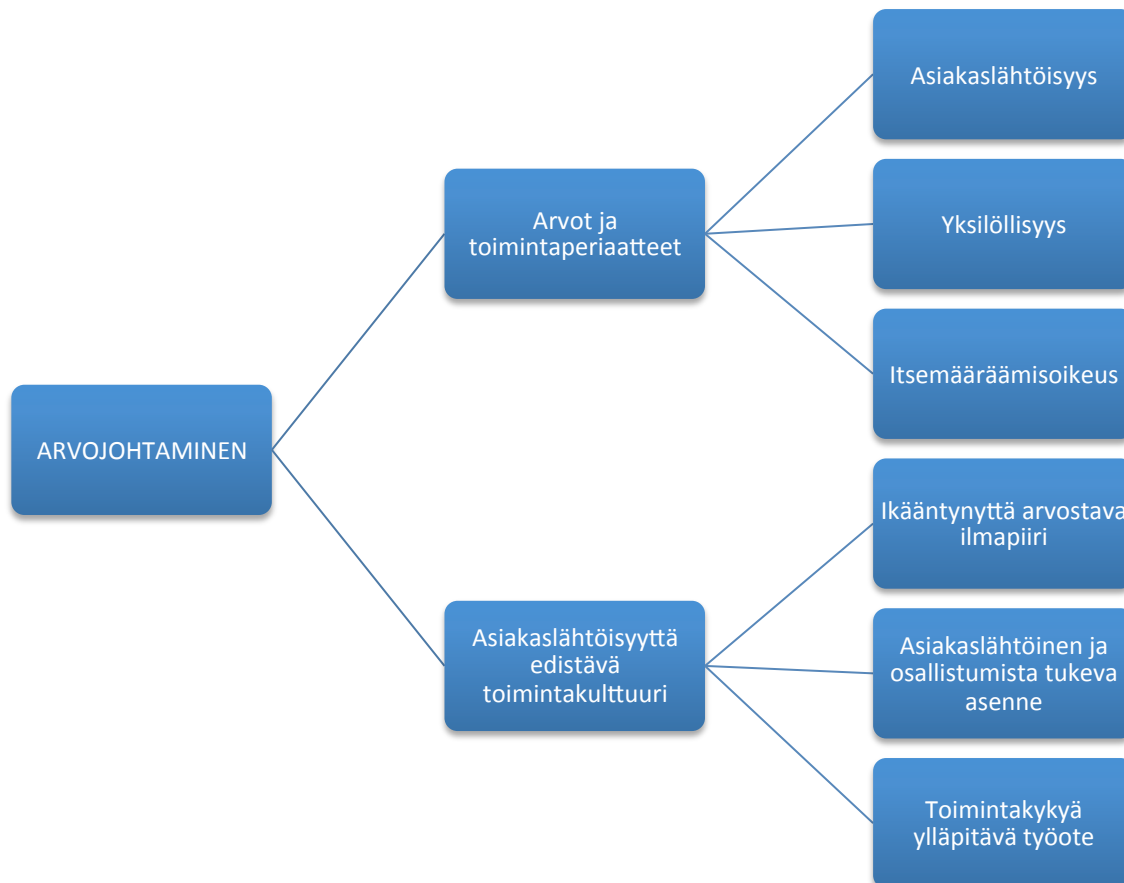 ARVOJOHTAMINEN
Arvot ja
toimintaperiaatteet
Asiakaslähtöisyys
Yksilöllisyys
Itsemääräämisoikeus
Asiakaslähtöisyyttä
edistävä
toimintakulttuuri
Ikääntynyttä arvostava
ilmapiiri
Asiakaslähtöinen ja
osallistumista tukeva
asenne
Toimintakykyä
ylläpitävä työote